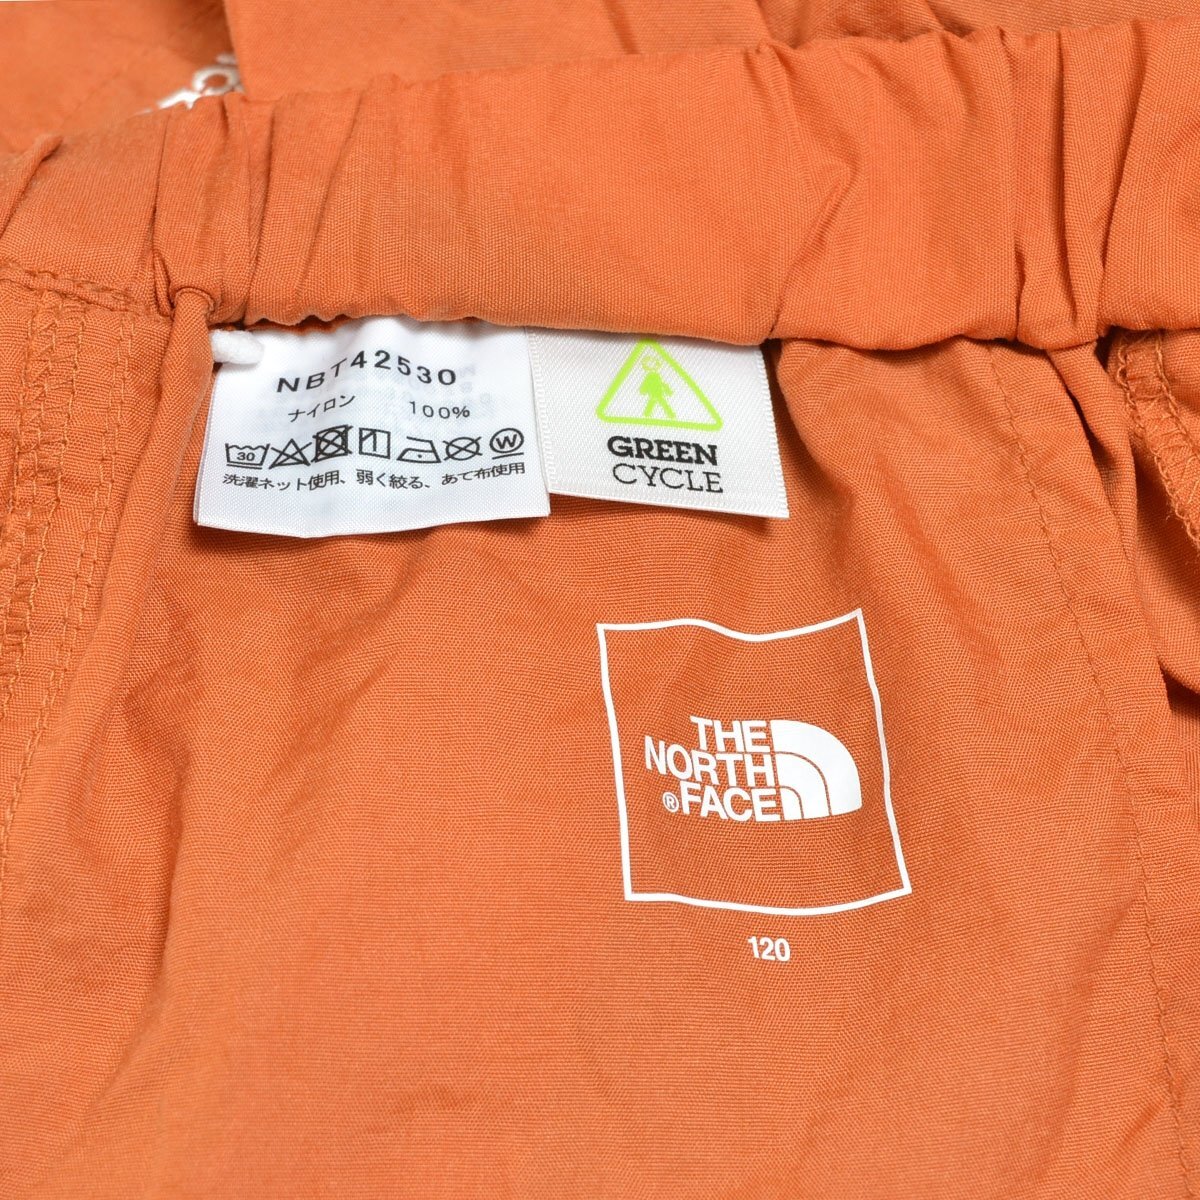 NBT42530
ナイロン 100%
30 W
洗濯ネット使用、弱く絞る、あて布使用
GREEN
CYCLE
THE
NORTH
® FACE
120